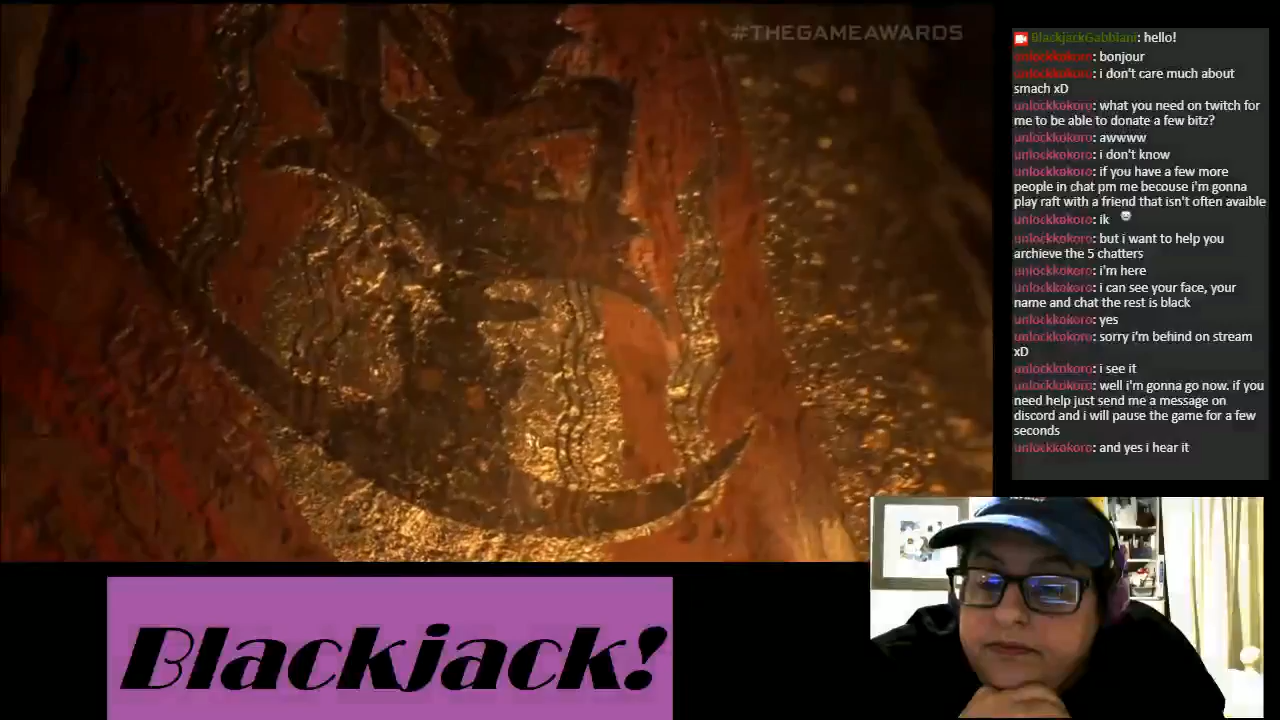 #THEGAMEAWARDS
BlackjackGabbiani: hello!
unlockkokoro: bonjour
unlockkokoro: i don't care much about
smach xD
unlockkokoro: what you need on twitch for
me to be able to donate a few bitz?
unlockkokoro: awwww
unlockkokoro: i don't know
unlockkokoro: if you have a few more
people in chat pm me becouse i'm gonna
play raft with a friend that isn't often avaible
unlockkokoro: ik
unlockkokoro: but i want to help you
archieve the 5 chatters
unlockkokoro: i'm here
unlockkokoro: i can see your face, your
name and chat the rest is black
unlockkokoro: yes
unlockkokoro: sorry i'm behind on stream
xD
unlockkokoro: i see it
unlockkokoro: well i'm gonna go now. if you
need help just send me a message on
discord and i will pause the game for a few
seconds
unlockkokoro: and yes i hear it
Blackjack!